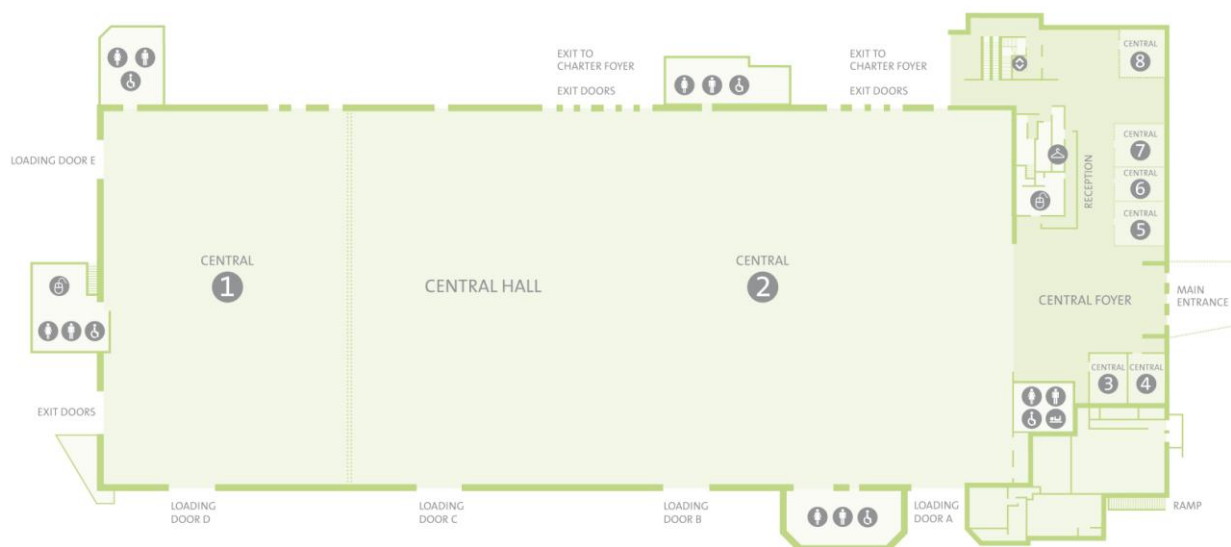 EXIT TO
CHARTER FOYER
EXIT DOORS
EXIT TO
CHARTER FOYER
EXIT DOORS
CENTRAL
8
LOADING DOOR E
CENTRAL
7
CENTRAL
6
CENTRAL
5
RECEPTION
CENTRAL
1
CENTRAL HALL
CENTRAL
2
CENTRAL FOYER
MAIN
ENTRANCE
CENTRAL
3
CENTRAL
4
EXIT DOORS
LOADING
DOOR D
LOADING
DOOR C
LOADING
DOOR B
LOADING
DOOR A
RAMP